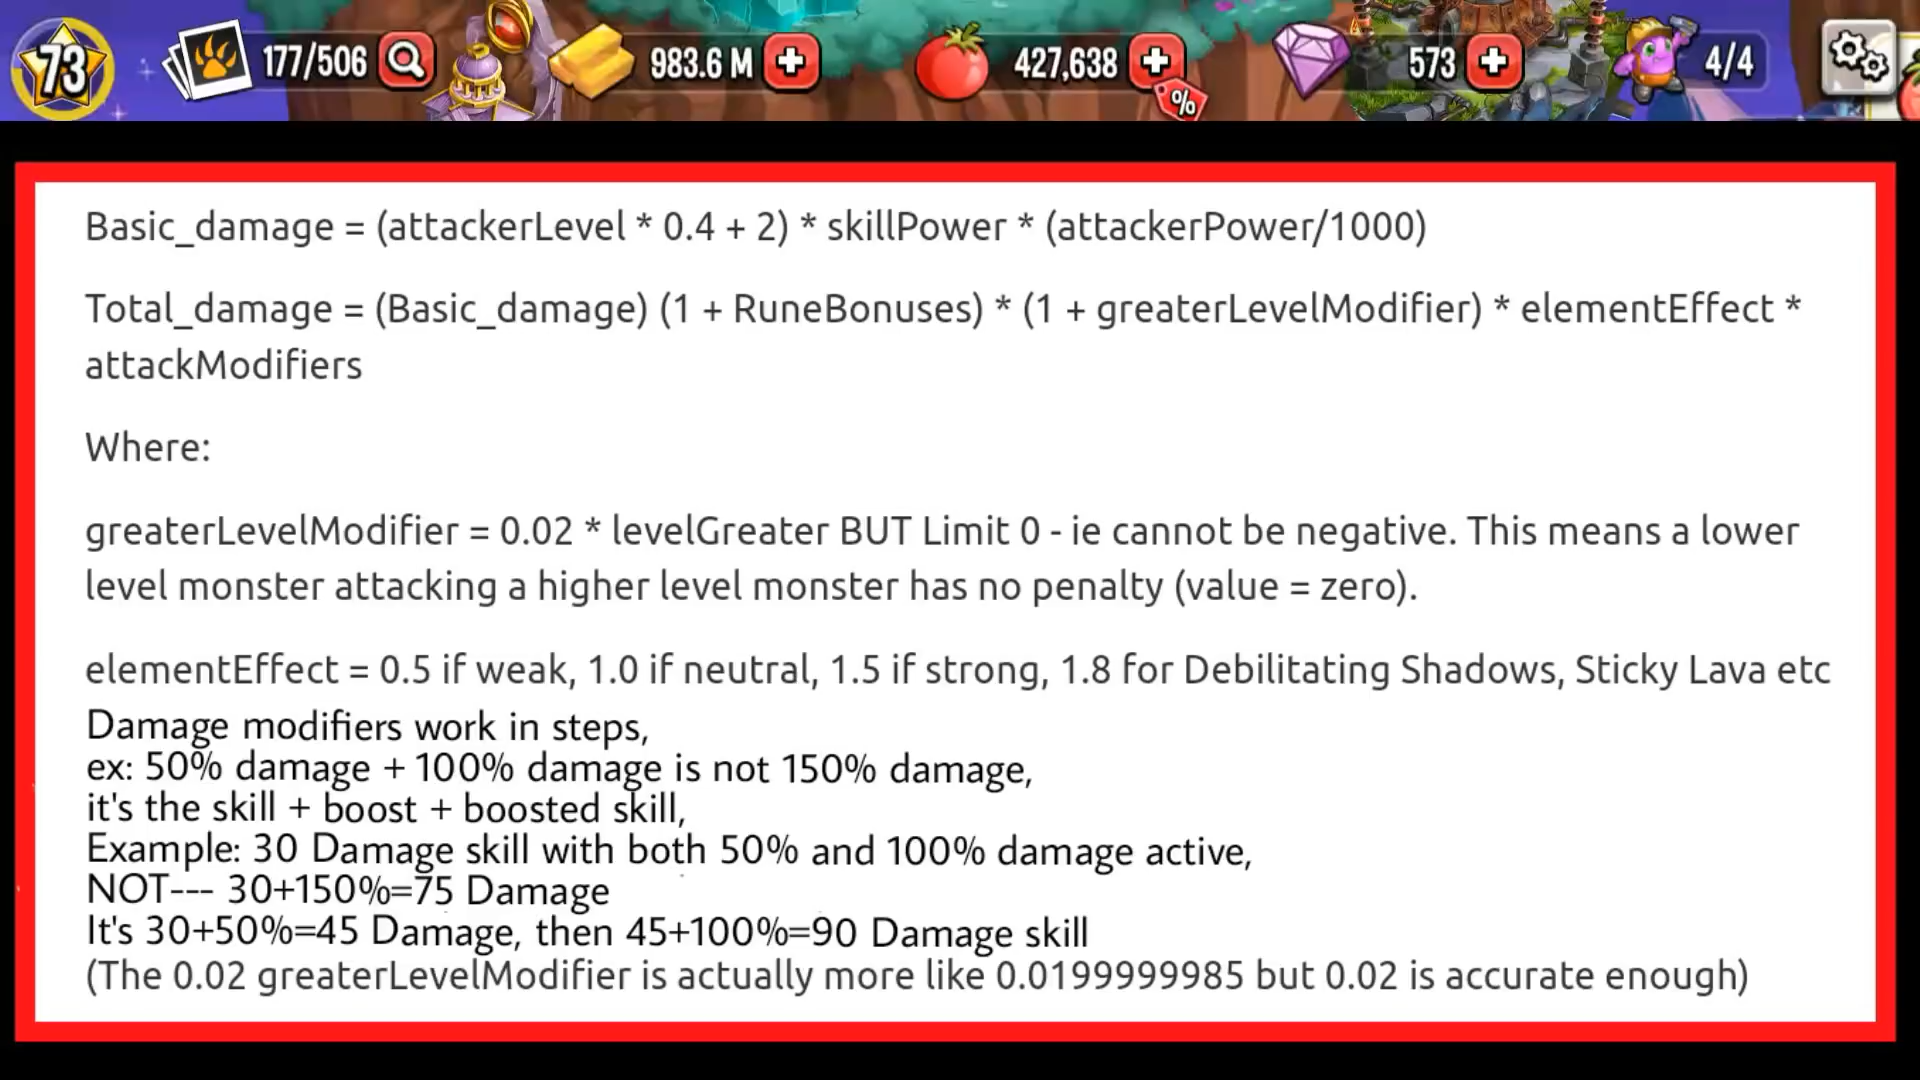 73 177/506 983.6 M 427,638 % 573 4/4
Basic_damage = (attackerLevel * 0.4 + 2) * skillPower * (attackerPower/1000)
Total_damage = (Basic_damage) (1 + RuneBonuses) * (1 + greaterLevelModifier) * elementEffect *
attackModifiers
Where:
greaterLevelModifier = 0.02 * levelGreater BUT Limit 0 - ie cannot be negative. This means a lower
level monster attacking a higher level monster has no penalty (value = zero).
elementEffect = 0.5 if weak, 1.0 if neutral, 1.5 if strong, 1.8 for Debilitating Shadows, Sticky Lava etc
Damage modifiers work in steps,
ex: 50% damage + 100% damage is not 150% damage,
it's the skill + boost + boosted skill,
Example: 30 Damage skill with both 50% and 100% damage active,
NOT--- 30+150%=75 Damage
It's 30+50%=45 Damage, then 45+100%=90 Damage skill
(The 0.02 greaterLevelModifier is actually more like 0.0199999985 but 0.02 is accurate enough)